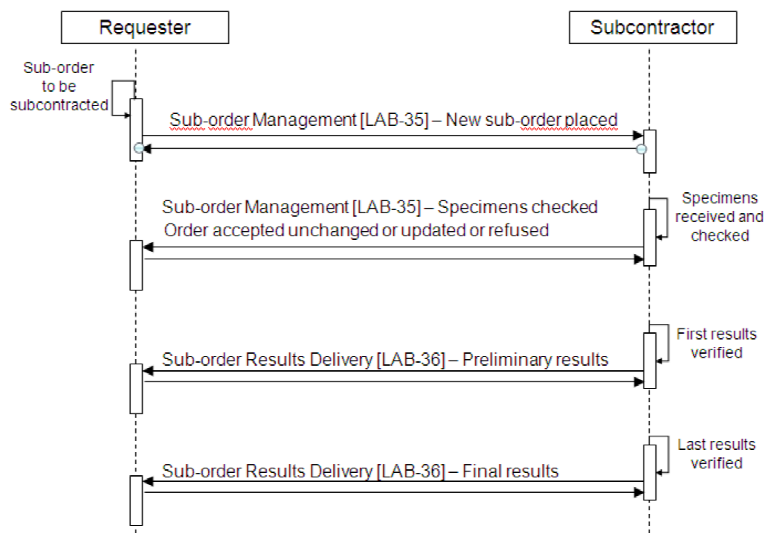 Requester
Subcontractor
Sub-order
to be
subcontracted
Sub-order Management [LAB-35] – New sub-order placed
Sub-order Management [LAB-35] – Specimens checked
Order accepted unchanged or updated or refused
Specimens
received and
checked
First results
verified
Sub-order Results Delivery [LAB-36] – Preliminary results
Last results
verified
Sub-order Results Delivery [LAB-36] – Final results